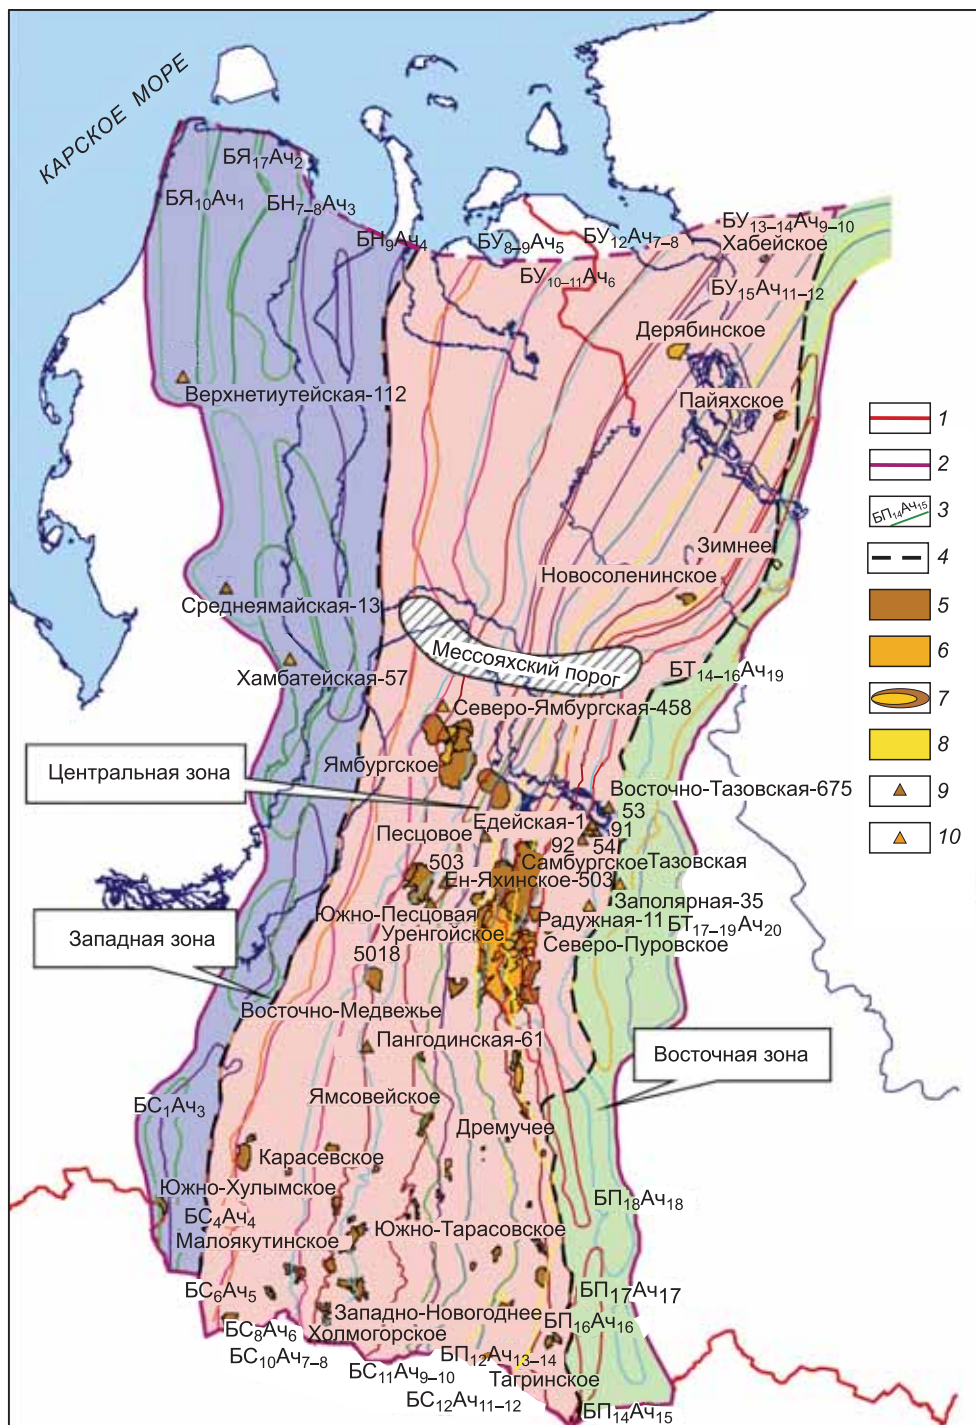 КАРСКОЕ МОРЕ
БЯ₁₇Ач₂
БЯ₁₀Ач₁
БН₇₋₈Ач₃
БН₉Ач₄
БУ₈₋₉Ач₅
БУ₁₂Ач₇₋₈
БУ₁₃₋₁₄Ач₉₋₁₀
Хабейское
БУ₁₀₋₁₁Ач₆
БУ₁₅Ач₁₁₋₁₂
Дерябинское
Верхнетиутейская-112
Пайяхское
1
2
БП₁₄Ач₁₅
3
4
5
6
7
8
9
10
Зимнее
Новосоленинское
Среднеямайская-13
Мессояхский порог
Хамбатейская-57
БТ₁₄₋₁₆Ач₁₉
Северо-Ямбургская-458
Центральная зона
Ямбургское
Восточно-Тазовская-675
53
Едейская-1
91
Песцовое
92
54
503
Самбургское
Тазовская
Ен-Яхинское-503
Заполярная-35
Южно-Песцовая
Радужная-11
БТ₁₇₋₁₉Ач₂₀
Западная зона
Уренгойское
Северо-Пуровское
5018
Восточно-Медвежье
Пангодинская-61
Восточная зона
Ямсовейское
БС₁Ач₃
Дремучее
Карасевское
Южно-Хулымское
БП₁₈Ач₁₈
БС₄Ач₄
Южно-Тарасовское
Малоякутинское
БС₆Ач₅
БП₁₇Ач₁₇
Западно-Новогоднее
БС₈Ач₆
Холмогорское
БП₁₆Ач₁₆
БС₁₀Ач₇₋₈
БП₁₂Ач₁₃₋₁₄
БС₁₁Ач₉₋₁₀
Тагринское
БС₁₂Ач₁₁₋₁₂
БП₁₄Ач₁₅